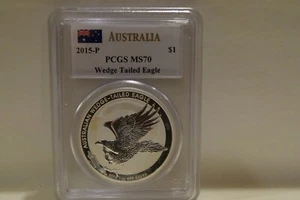 AUSTRALIA
2015-P $1
PCGS MS70
Wedge Tailed Eagle
AUSTRALIAN WEDGE-TAILED EAGLE